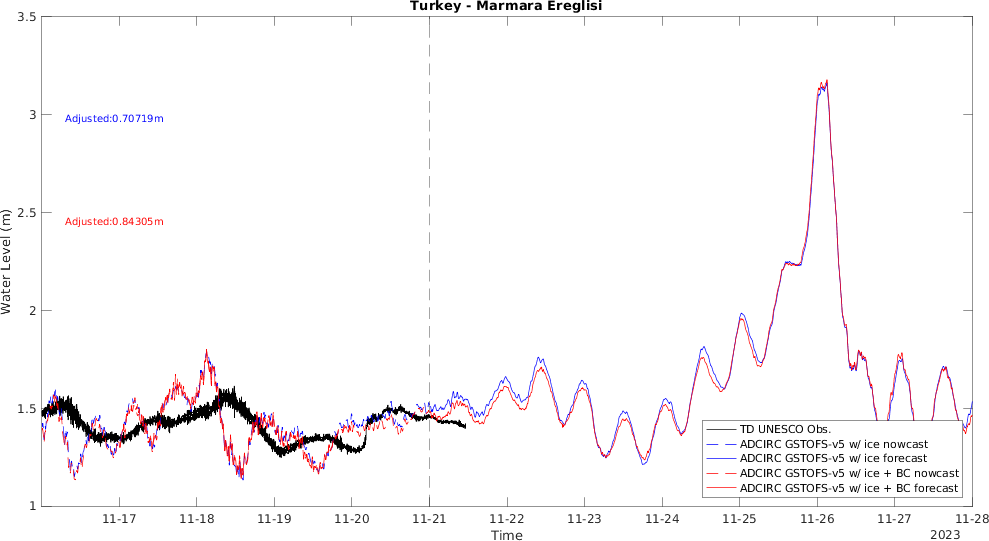 Turkey - Marmara Ereglisi
3.5
3
2.5
2
1.5
1
Water Level (m)
Adjusted:0.70719m
Adjusted:0.84305m
TD UNESCO Obs.
ADCIRC GSTOFS-v5 w/ ice nowcast
ADCIRC GSTOFS-v5 w/ ice forecast
ADCIRC GSTOFS-v5 w/ ice + BC nowcast
ADCIRC GSTOFS-v5 w/ ice + BC forecast
11-17 11-18 11-19 11-20 11-21 11-22 11-23 11-24 11-25 11-26 11-27 11-28
Time
2023